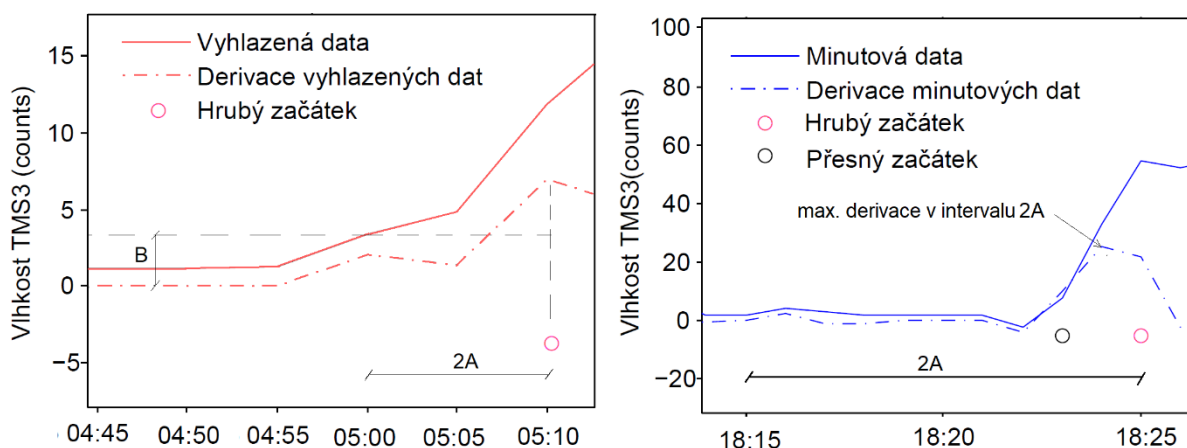 Vlhkost TMS3 (counts)
15
10
5
0
−5
Vyhlazená data
Derivace vyhlazených dat
Hrubý začátek
B
2A
04:45 04:50 04:55 05:00 05:05 05:10
Vlhkost TMS3(counts)
100
80
60
40
20
0
−20
Minutová data
Derivace minutových dat
Hrubý začátek
Přesný začátek
max. derivace v intervalu 2A
2A
18:15 18:20 18:25